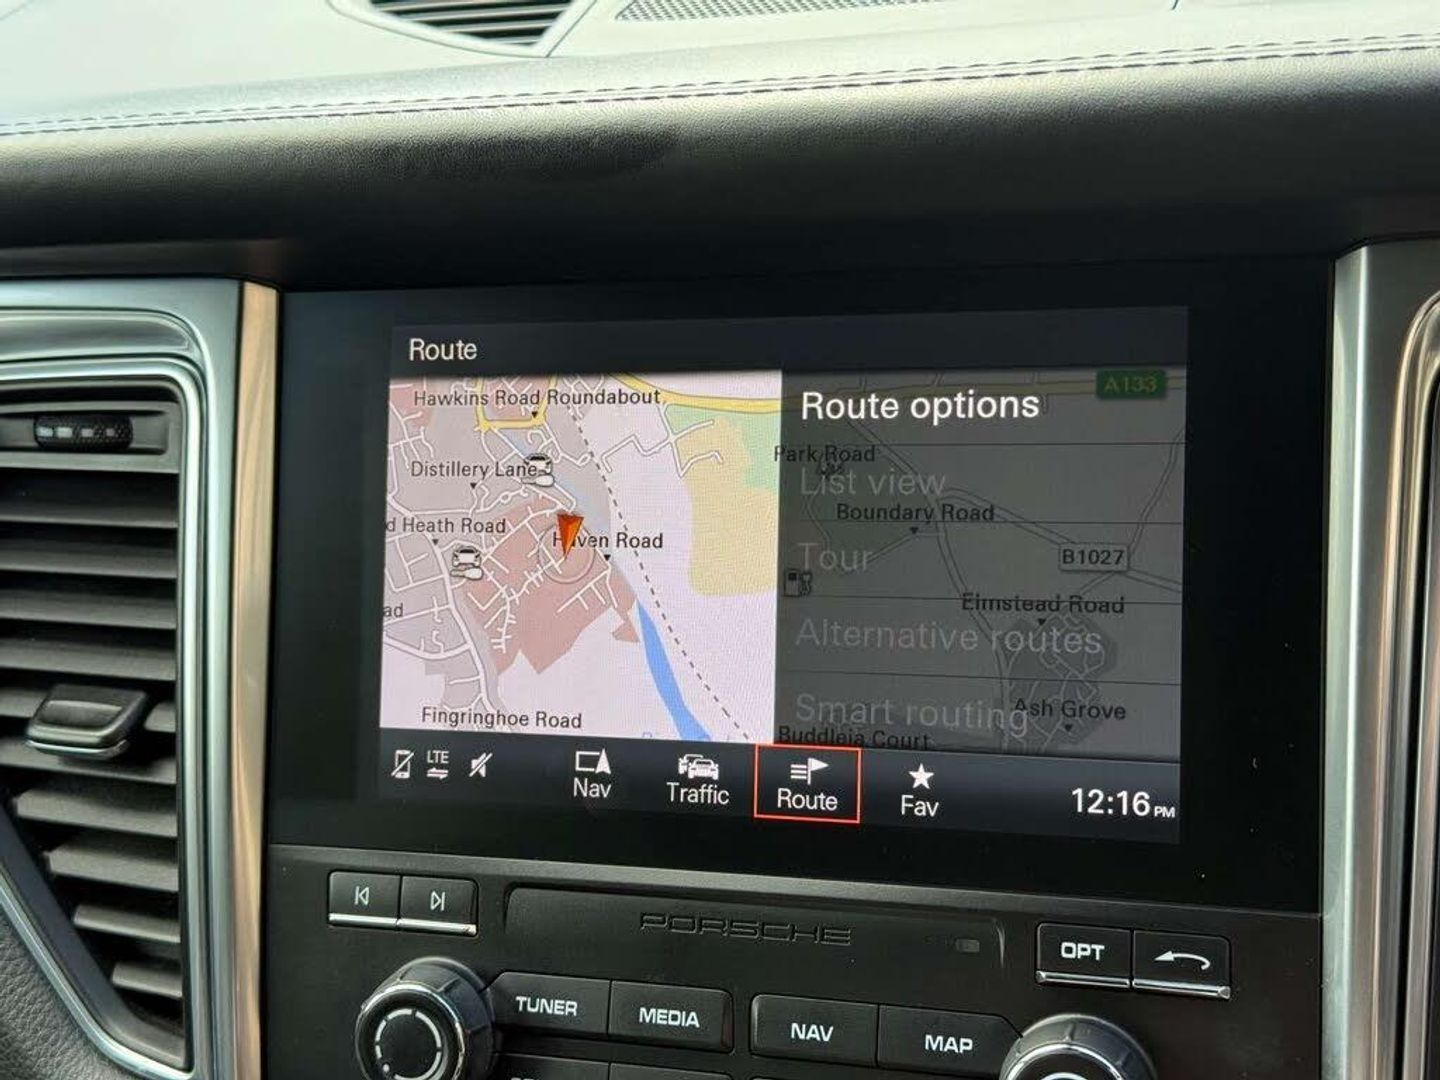 Route
Hawkins Road Roundabout
Distillery Lane
d Heath Road
Haven Road
ad
Fingringhoe Road
Route options
A133
Park Road
List view
Boundary Road
Tour
B1027
Elmstead Road
Alternative routes
Smart routing
Ash Grove
Buddleja Court
LTE
Nav
Traffic
Route
Fav
12:16 PM
PORSCHE
OPT
TUNER
MEDIA
NAV
MAP